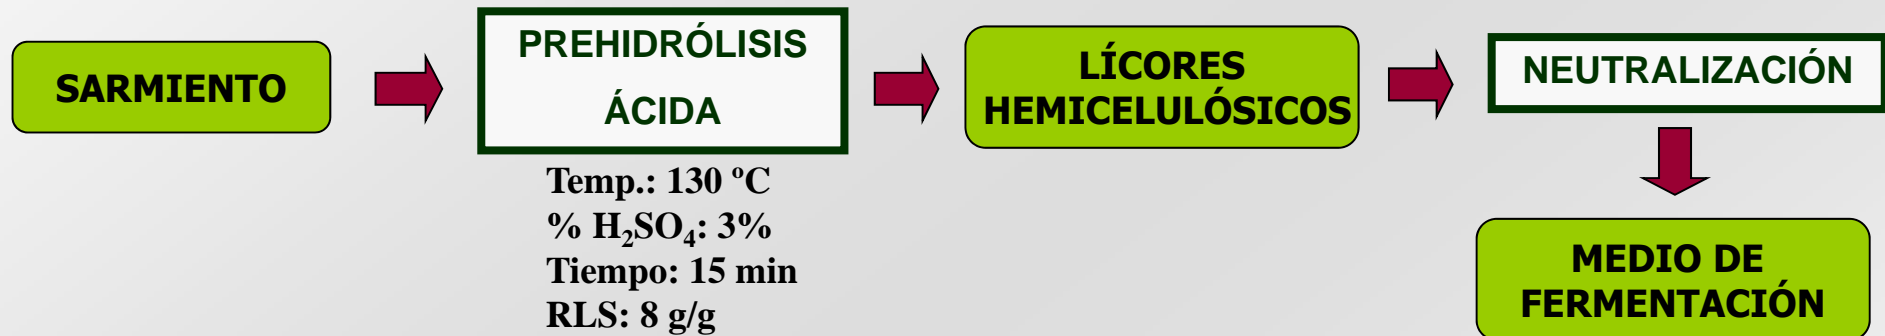 SARMIENTO
PREHIDRÓLISIS
ÁCIDA
Temp.: 130 ºC
% H₂SO₄: 3%
Tiempo: 15 min
RLS: 8 g/g
LÍCORES
HEMICELULÓSICOS
NEUTRALIZACIÓN
MEDIO DE
FERMENTACIÓN